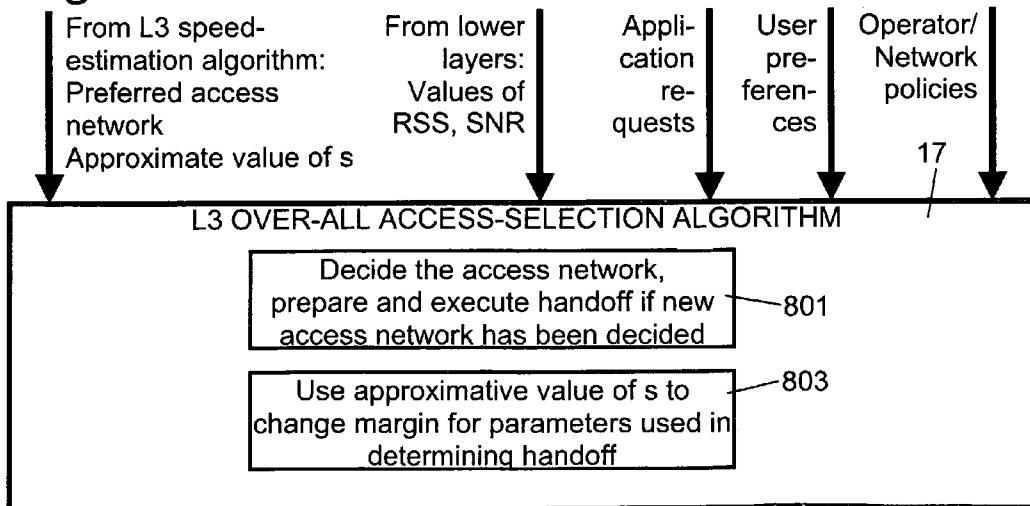 From L3 speed-
estimation algorithm:
Preferred access
network
Approximate value of s
From lower
layers:
Values of
RSS, SNR
Appli-
cation
re-
quests
User
pre-
feren-
ces
Operator/
Network
policies
17
L3 OVER-ALL ACCESS-SELECTION ALGORITHM
Decide the access network,
prepare and execute handoff if new
access network has been decided
801
Use approximative value of s to
change margin for parameters used in
determining handoff
803